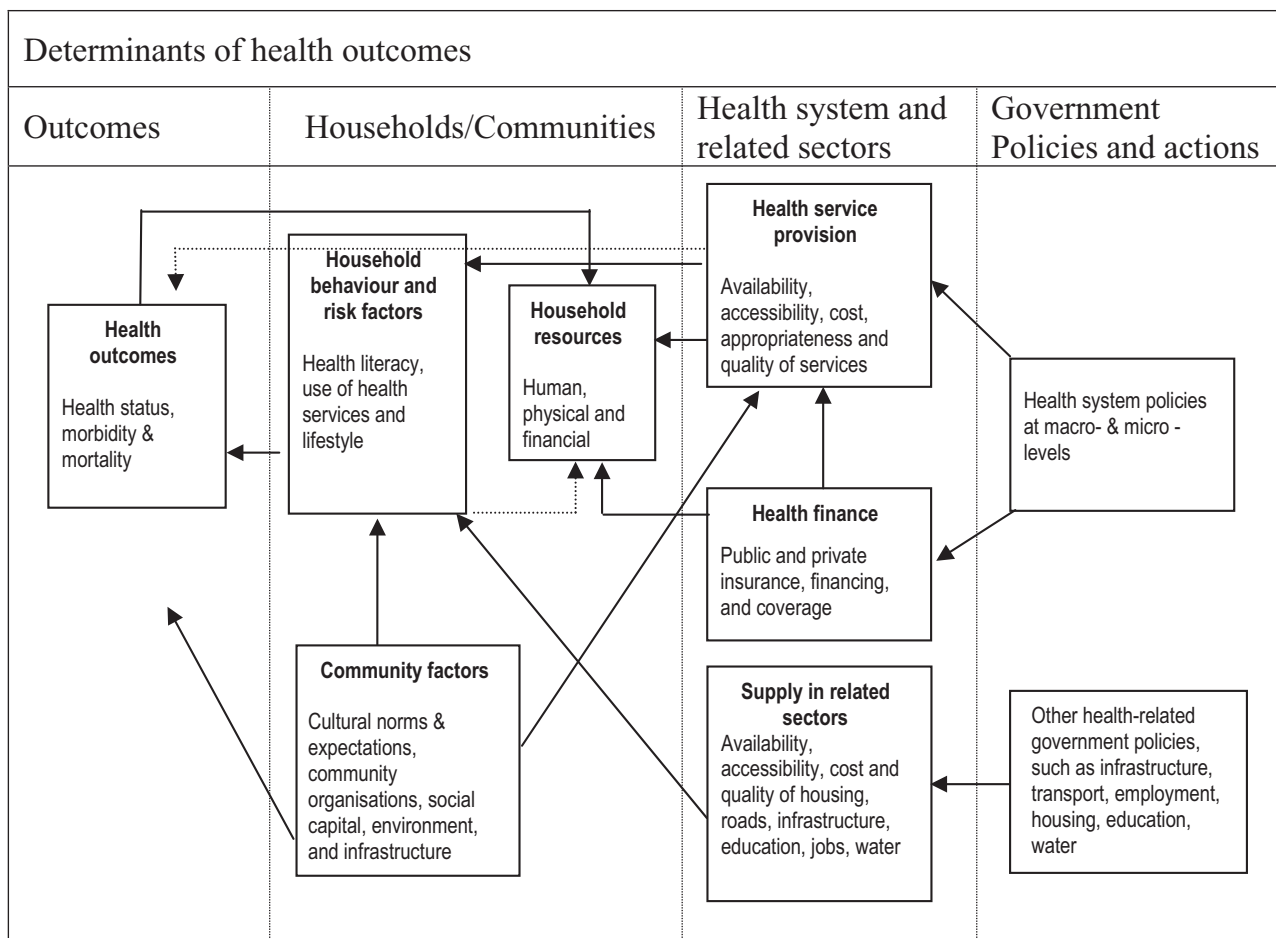 Determinants of health outcomes
Outcomes
Households/Communities
Health system and
related sectors
Government
Policies and actions
Health
outcomes
Health status,
morbidity &
mortality
Household
behaviour and
risk factors
Health literacy,
use of health
services and
lifestyle
Household
resources
Human,
physical and
financial
Health service
provision
Availability,
accessibility, cost,
appropriateness and
quality of services
Health system policies
at macro- & micro -
levels
Health finance
Public and private
insurance, financing,
and coverage
Community factors
Cultural norms &
expectations,
community
organisations, social
capital, environment,
and infrastructure
Supply in related
sectors
Availability,
accessibility, cost and
quality of housing,
roads, infrastructure,
education, jobs, water
Other health-related
government policies,
such as infrastructure,
transport, employment,
housing, education,
water